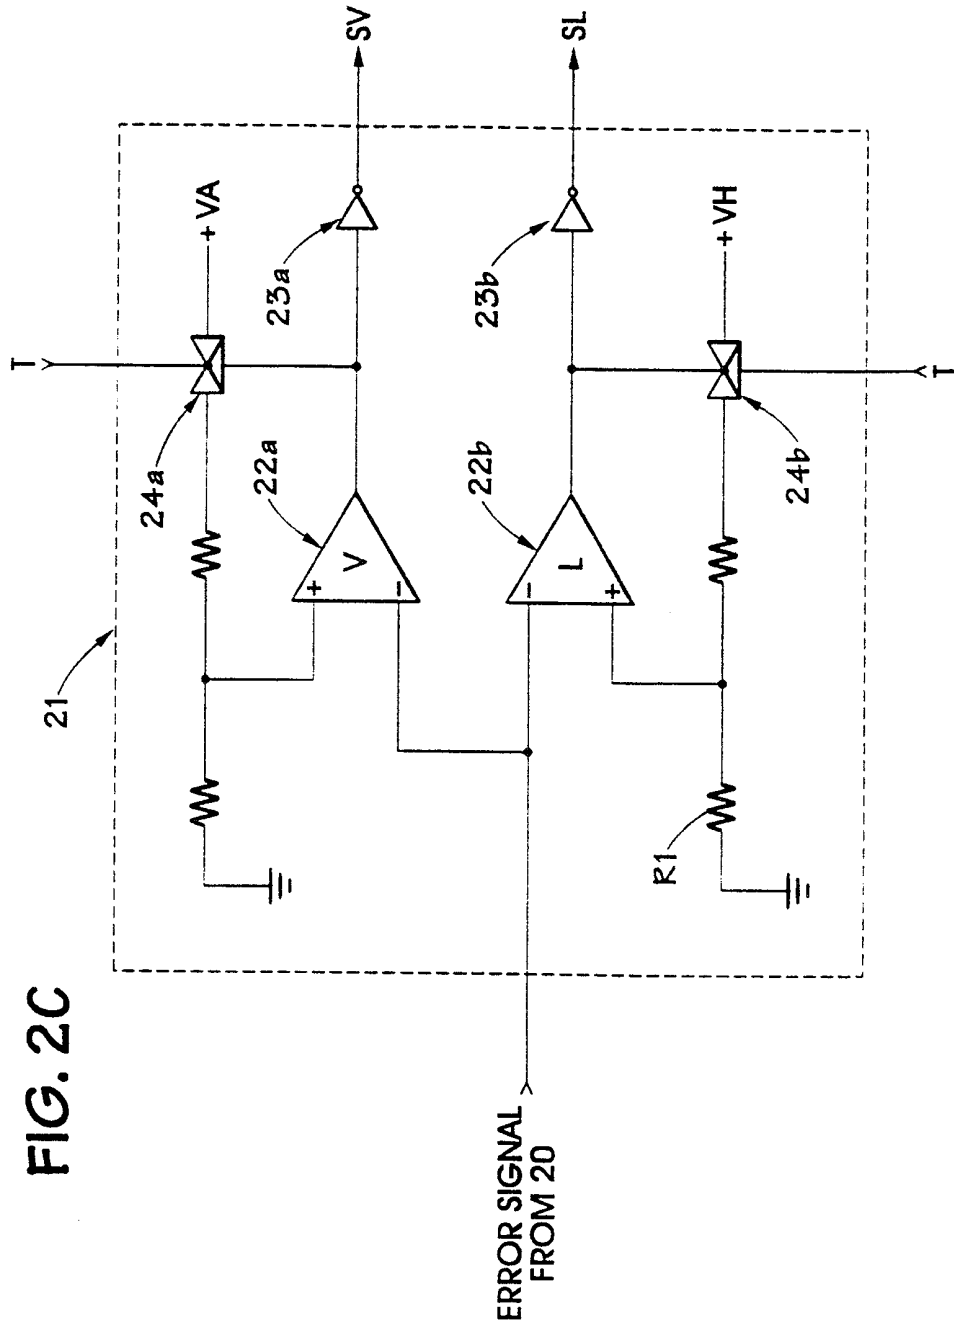 FIG. 2C
21
T
24a
+VA
22a
23a
V
+
−
SV
ERROR SIGNAL
FROM 20
22b
23b
L
−
+
SL
R1
24b
+VH
T